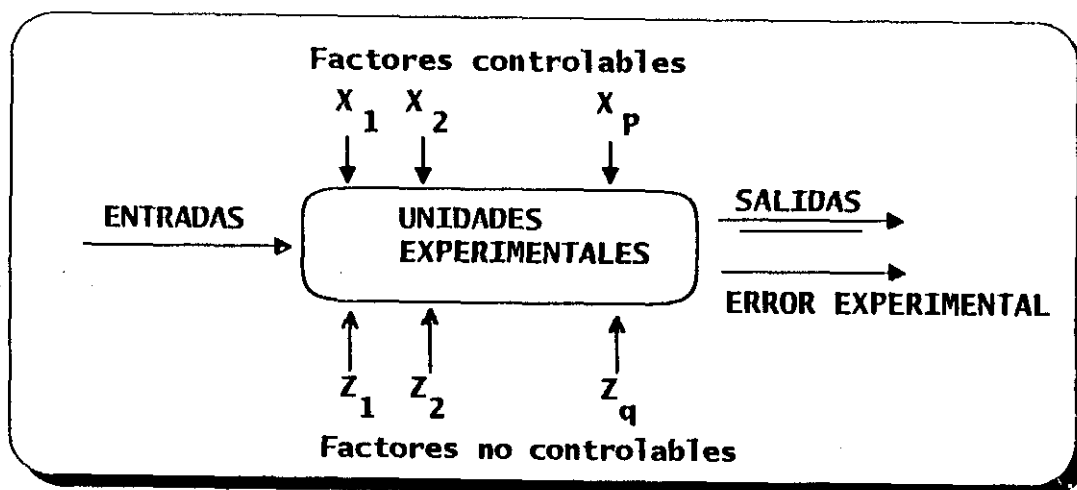 Factores controlables
X1 X2 Xp
ENTRADAS
UNIDADES
EXPERIMENTALES
SALIDAS
ERROR EXPERIMENTAL
Z1 Z2 Zq
Factores no controlables